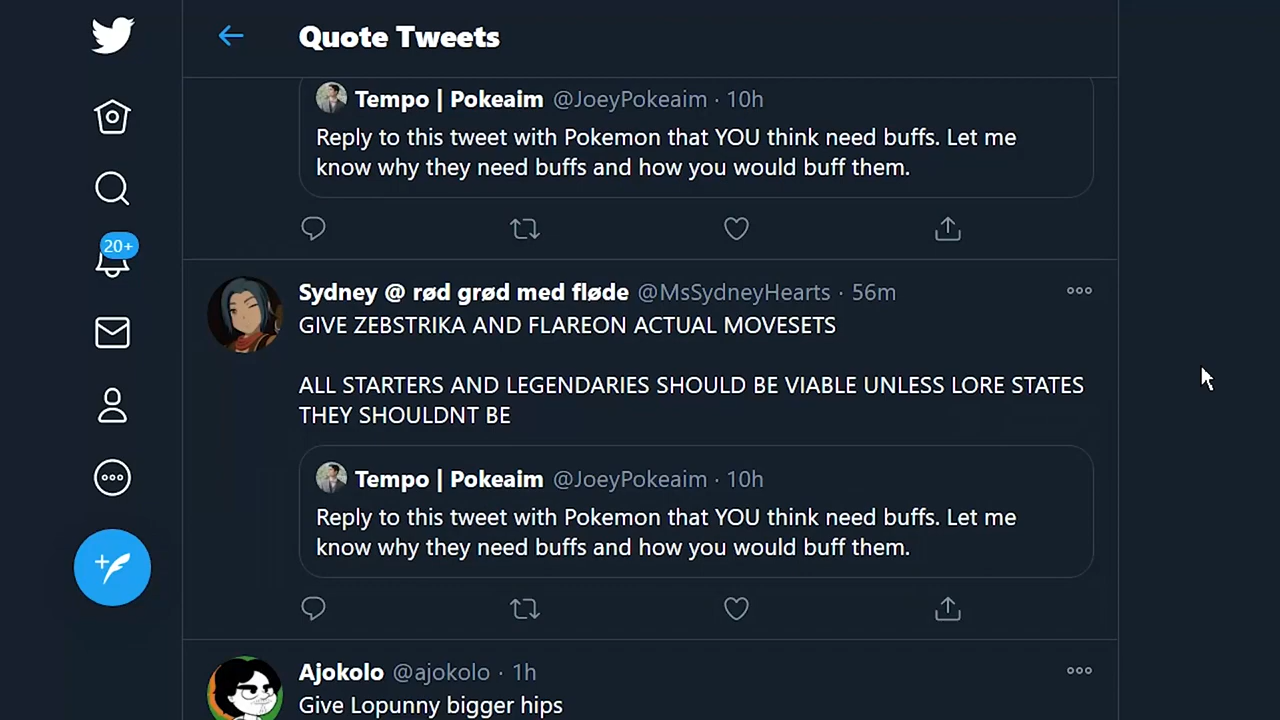 Quote Tweets
Tempo | Pokeaim @JoeyPokeaim · 10h
Reply to this tweet with Pokemon that YOU think need buffs. Let me
know why they need buffs and how you would buff them.
20+
Sydney @ rød grød med fløde @MsSydneyHearts · 56m
GIVE ZEBSTRIKA AND FLAREON ACTUAL MOVESETS
ALL STARTERS AND LEGENDARIES SHOULD BE VIABLE UNLESS LORE STATES
THEY SHOULDNT BE
Tempo | Pokeaim @JoeyPokeaim · 10h
Reply to this tweet with Pokemon that YOU think need buffs. Let me
know why they need buffs and how you would buff them.
Ajokolo @ajokolo · 1h
Give Lopunny bigger hips